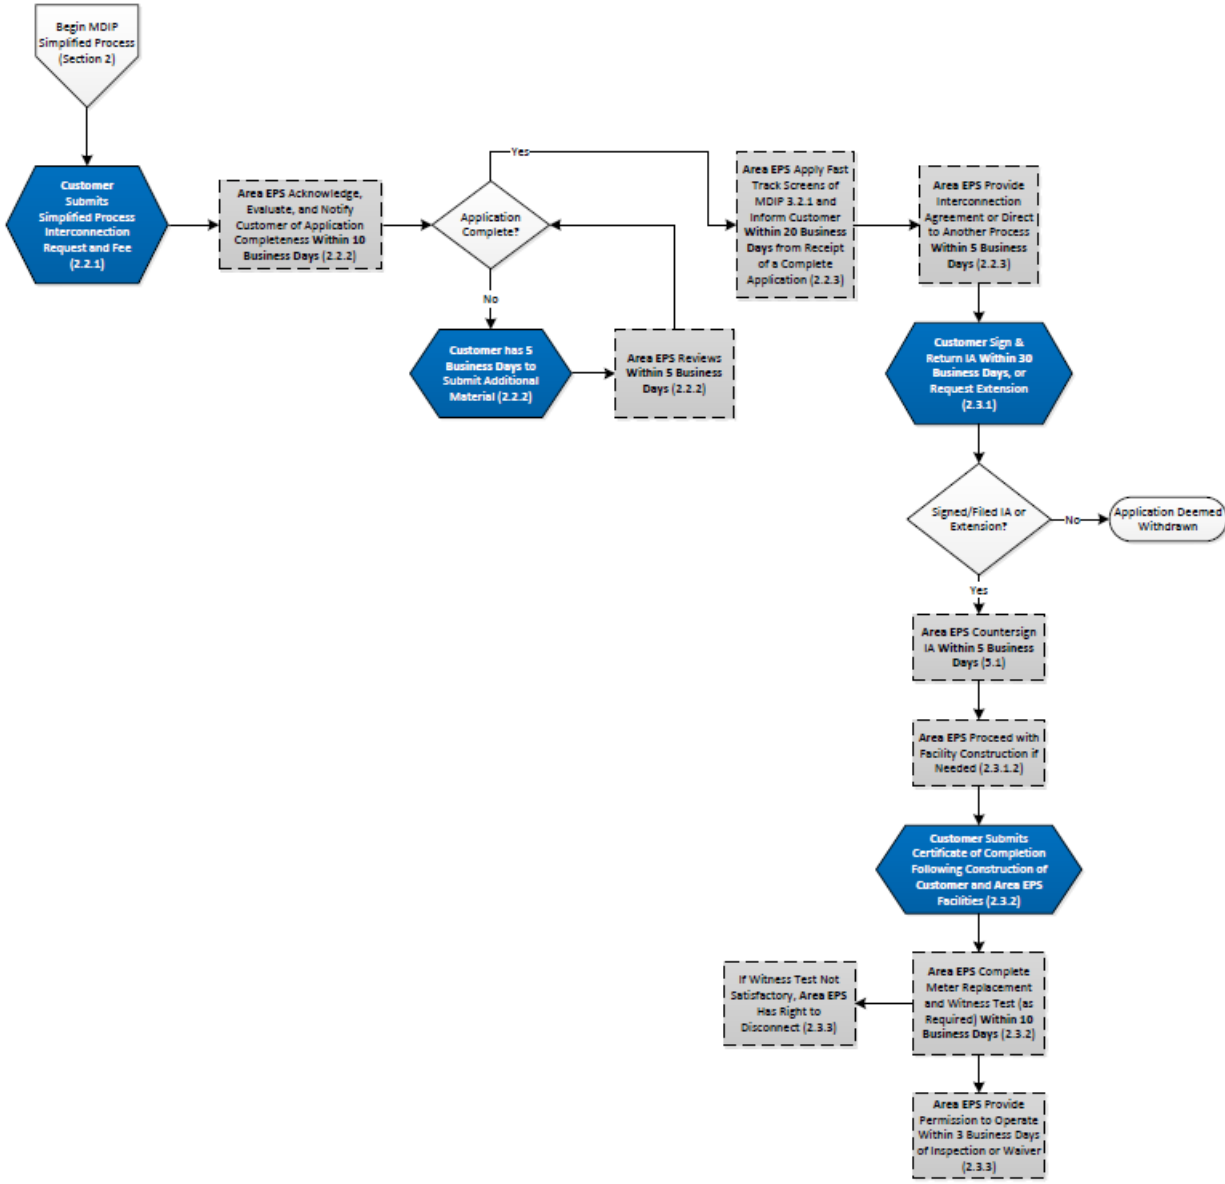 Begin MDIP
Simplified Process
(Section 2)
Customer
Submits
Simplified Process
Interconnection
Request and Fee
(2.2.1)
Area EPS Acknowledge,
Evaluate, and Notify
Customer of Application
Completeness Within 10
Business Days (2.2.2)
Application
Complete?
Yes
No
Customer has 5
Business Days to
Submit Additional
Material (2.2.2)
Area EPS Reviews
Within 5 Business
Days (2.2.2)
Area EPS Apply Fast
Track Screens of
MDIP 3.2.1 and
Inform Customer
Within 20 Business
Days from Receipt
of a Complete
Application (2.2.3)
Area EPS Provide
Interconnection
Agreement or Direct
to Another Process
Within 5 Business
Days (2.2.3)
Customer Sign &
Return IA Within 30
Business Days, or
Request Extension
(2.3.1)
Signed/Filed IA or
Extension?
No
Application Deemed
Withdrawn
Yes
Area EPS Countersign
IA Within 5 Business
Days (5.1)
Area EPS Proceed with
Facility Construction if
Needed (2.3.1.2)
Customer Submits
Certificate of Completion
Following Construction of
Customer and Area EPS
Facilities (2.3.2)
Area EPS Complete
Meter Replacement
and Witness Test (as
Required) Within 10
Business Days (2.3.2)
If Witness Test Not
Satisfactory, Area EPS
Has Right to
Disconnect (2.3.3)
Area EPS Provide
Permission to Operate
Within 3 Business Days
of Inspection or Waiver
(2.3.3)